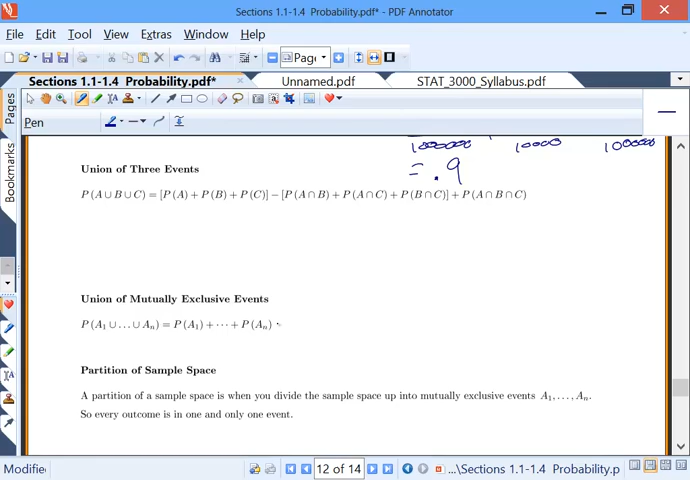 Sections 1.1-1.4 Probability.pdf* - PDF Annotator
File Edit Tool View Extras Window Help
Page
Sections 1.1-1.4 Probability.pdf* Unnamed.pdf STAT_3000_Syllabus.pdf
Pen
Pages
Bookmarks
1000000 10000 1000000
= .9
Union of Three Events
P (A ∪ B ∪ C) = [P (A) + P (B) + P (C)] − [P (A ∩ B) + P (A ∩ C) + P (B ∩ C)] + P (A ∩ B ∩ C)
Union of Mutually Exclusive Events
P (A₁ ∪ … ∪ Aₙ) = P (A₁) + ⋯ + P (Aₙ)
Partition of Sample Space
A partition of a sample space is when you divide the sample space up into mutually exclusive events A₁, …, Aₙ.
So every outcome is in one and only one event.
Modifie 12 of 14 ...\Sections 1.1-1.4 Probability.p